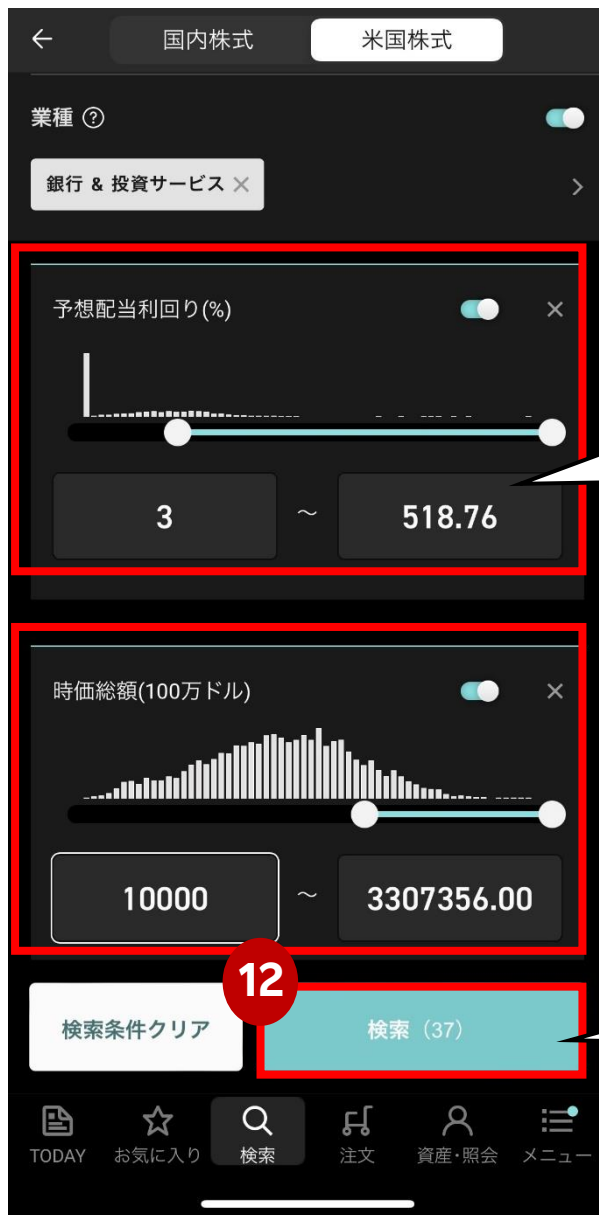 国内株式 米国株式
業種 ?
銀行 & 投資サービス ×
予想配当利回り(%)
3 ～ 518.76
時価総額(100万ドル)
10000 ～ 3307356.00
12
検索条件クリア 検索（37）
TODAY お気に入り 検索 注文 資産・照会 メニュー